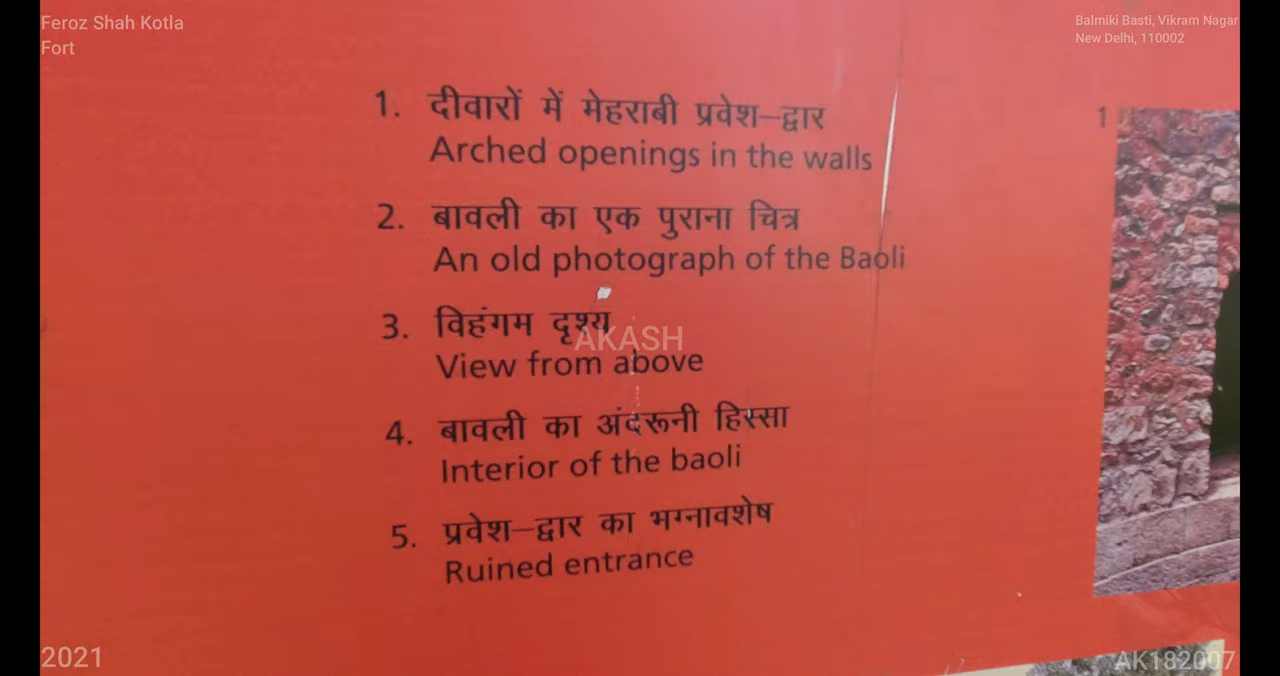 Feroz Shah Kotla
Fort
Balmiki Basti, Vikram Nagar
New Delhi, 110002
1. दीवारों में मेहराबी प्रवेश–द्वार
Arched openings in the walls
2. बावली का एक पुराना चित्र
An old photograph of the Baoli
3. विहंगम दृश्य
View from above
4. बावली का अंदरूनी हिस्सा
Interior of the baoli
5. प्रवेश–द्वार का भग्नावशेष
Ruined entrance
1
AKASH
2021
AK182007